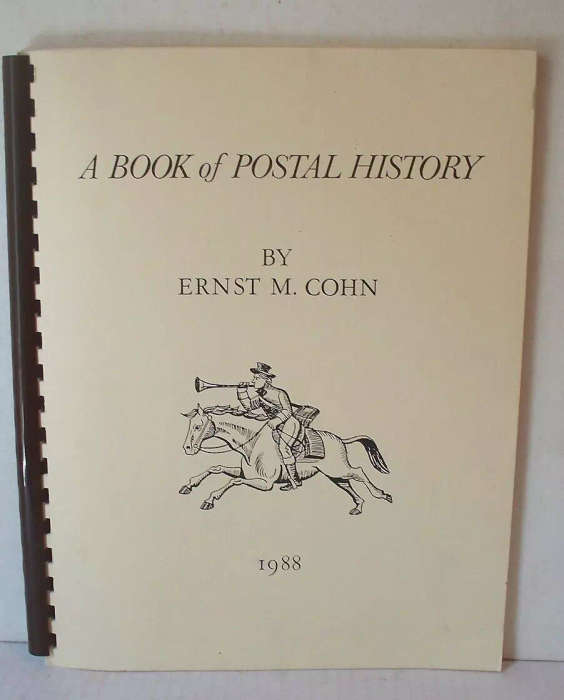 A BOOK of POSTAL HISTORY
BY
ERNST M. COHN
1988